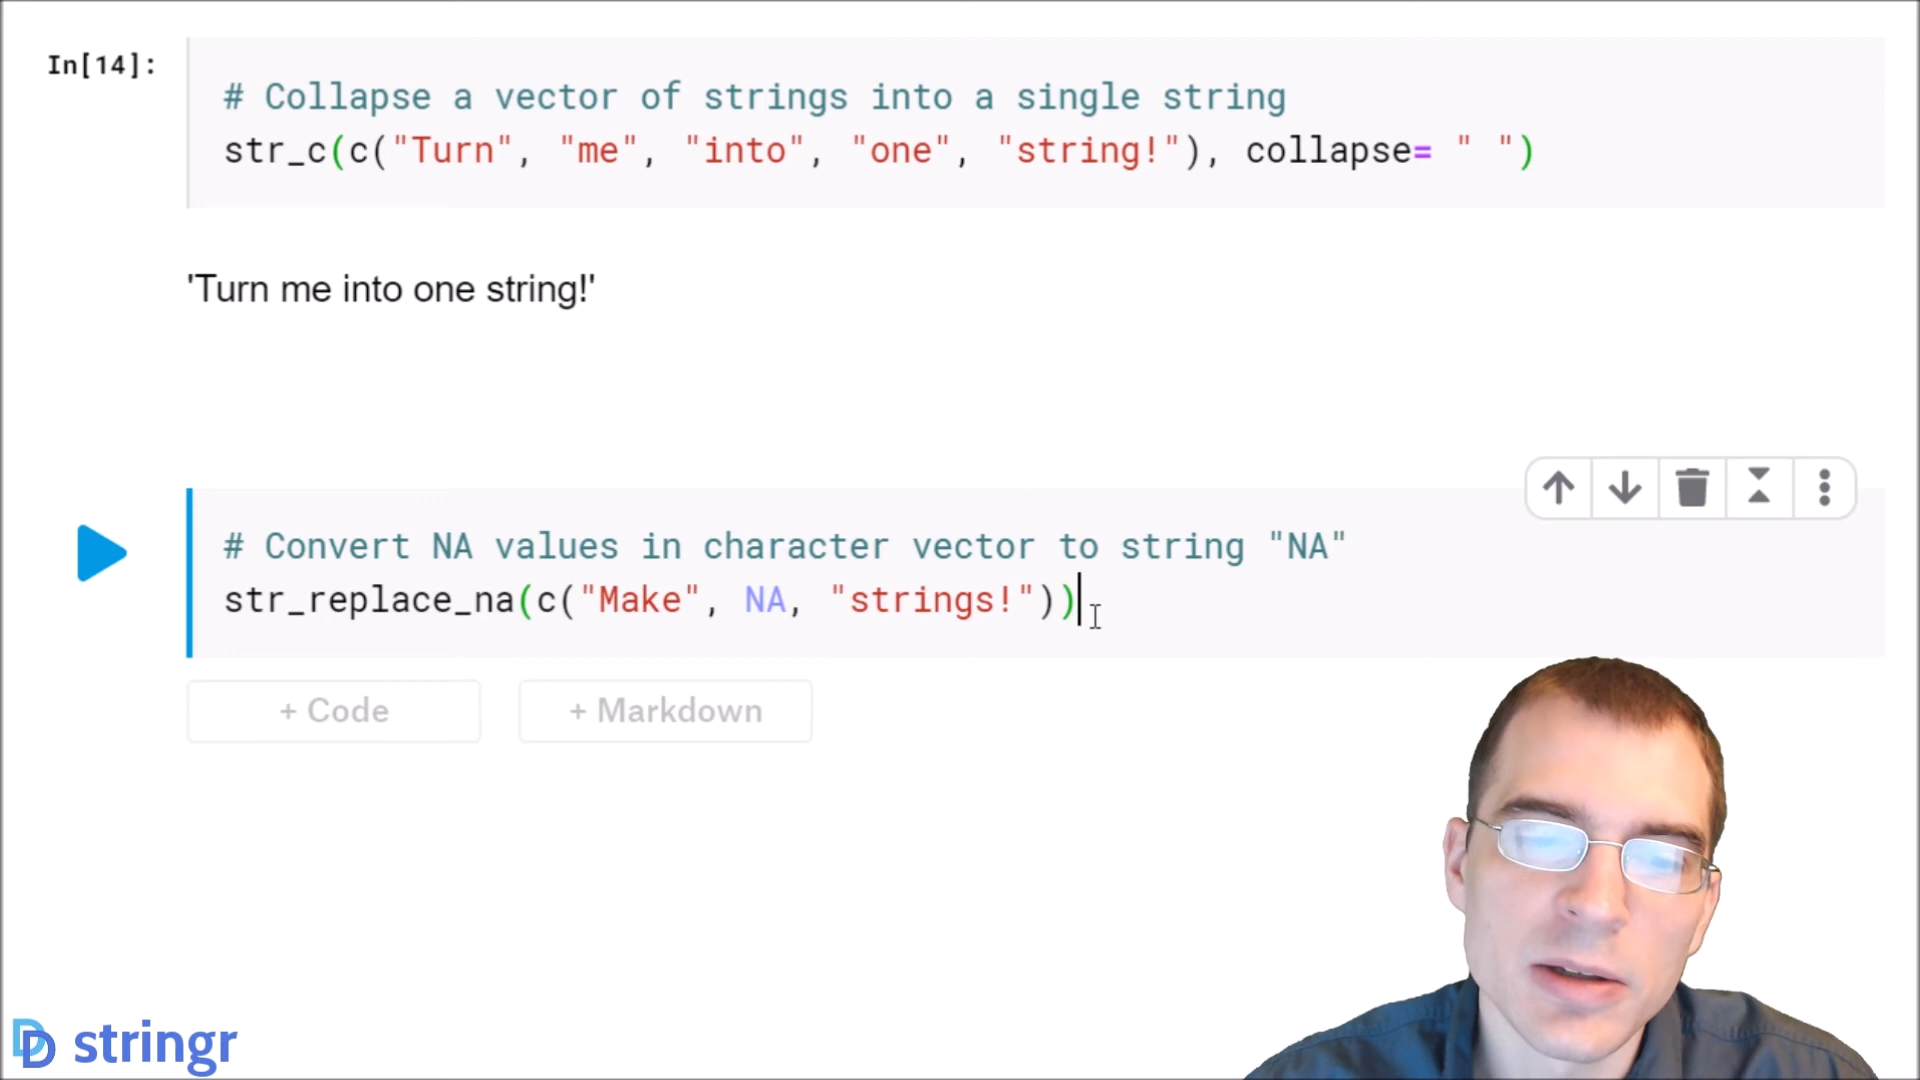 In[14]:
# Collapse a vector of strings into a single string
str_c(c("Turn", "me", "into", "one", "string!"), collapse= " ")
'Turn me into one string!'
# Convert NA values in character vector to string "NA"
str_replace_na(c("Make", NA, "strings!"))
+ Code
+ Markdown
D stringr